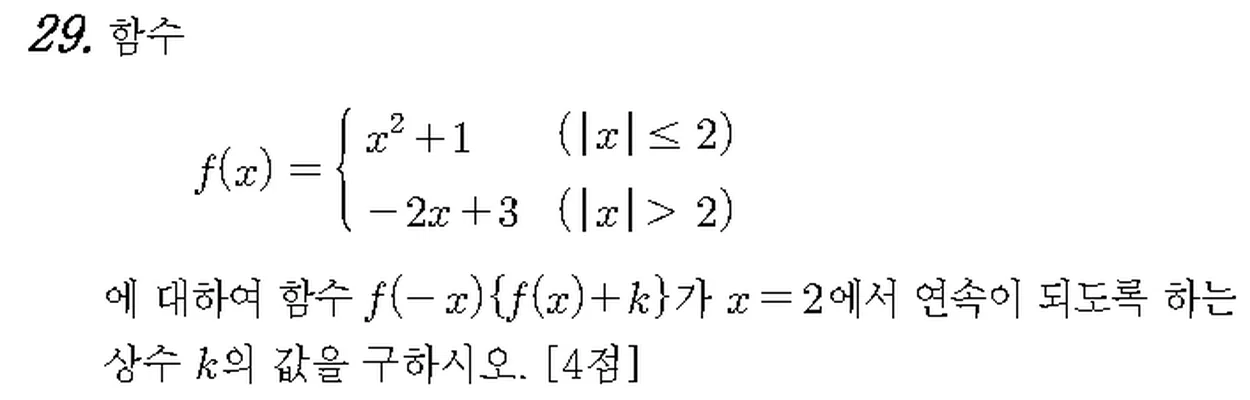 29. 함수
f(x) = { x² + 1 (|x| ≤ 2)
−2x + 3 (|x| > 2)
에 대하여 함수 f(−x){f(x)+k}가 x = 2에서 연속이 되도록 하는
상수 k의 값을 구하시오. [4점]